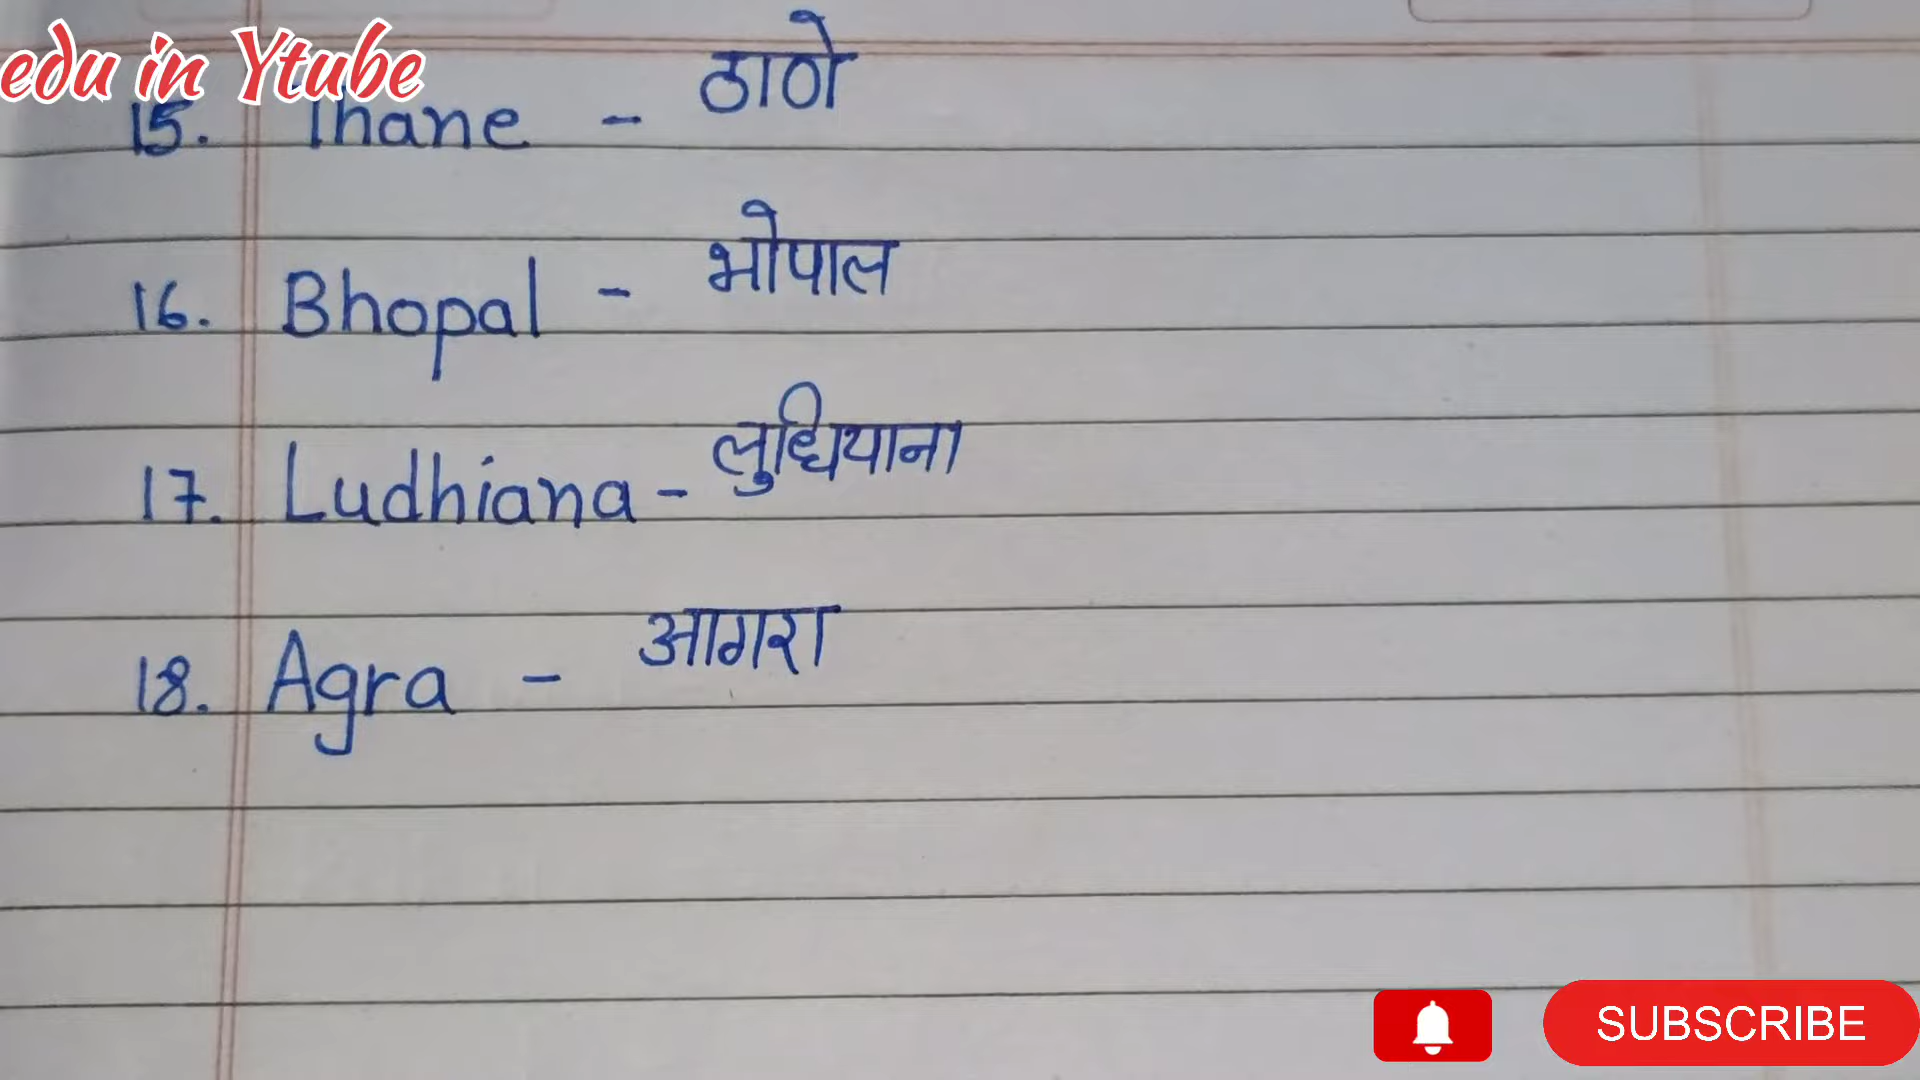 edu in Ytube
15. Thane - ठाणे
16. Bhopal - भोपाल
17. Ludhiana - लुधियाना
18. Agra - आगरा
SUBSCRIBE